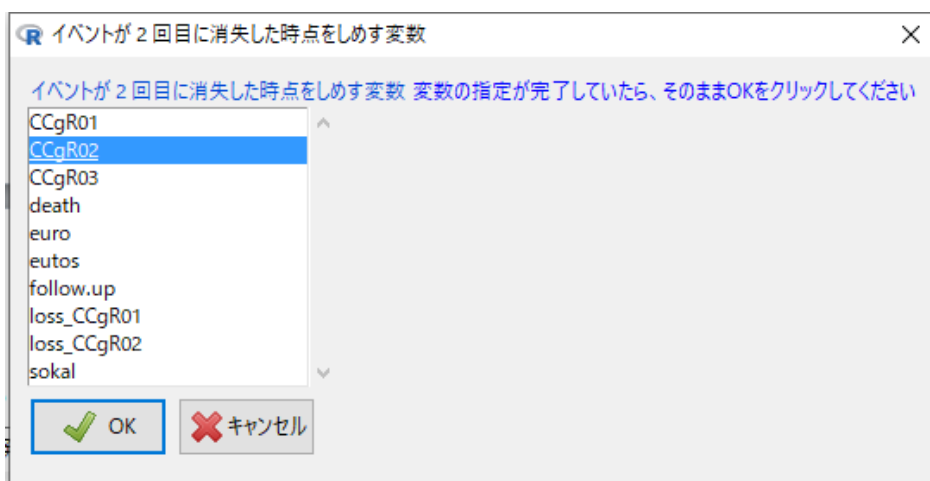 イベントが2回目に消失した時点をしめす変数
イベントが2回目に消失した時点をしめす変数 変数の指定が完了していたら、そのままOKをクリックしてください
CCgR01
CCgR02
CCgR03
death
euro
eutos
follow.up
loss_CCgR01
loss_CCgR02
sokal
OK
キャンセル